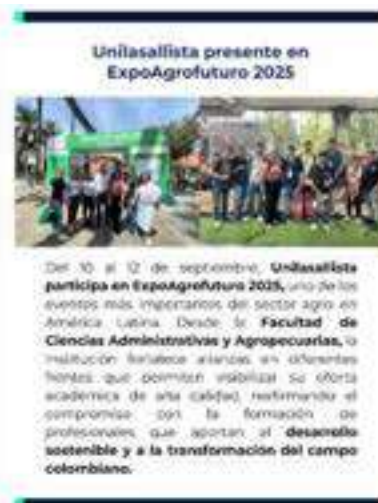 Unilasallista presente en
ExpoAgrofuturo 2025
Del 10 al 12 de septiembre, Unilasallista
participa en ExpoAgrofuturo 2025, uno de los
eventos más importantes del sector agro en
América Latina. Desde la Facultad de
Ciencias Administrativas y Agropecuarias, la
institución fortalece alianzas en diferentes
frentes que permiten visibilizar su oferta
académica de alta calidad, reafirmando el
compromiso con la formación de
profesionales que aportan al desarrollo
sostenible y a la transformación del campo
colombiano.